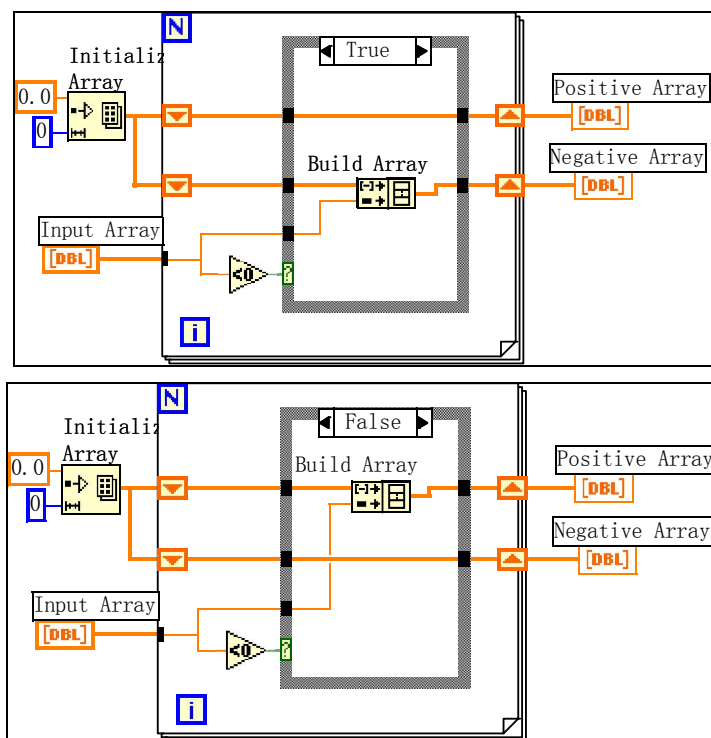 N
True
Initializ
Array
0.0
0
Positive Array
[DBL]
Negative Array
[DBL]
Build Array
Input Array
[DBL]
<0
?
i
N
False
Initializ
Array
0.0
0
Build Array
Positive Array
[DBL]
Negative Array
[DBL]
Input Array
[DBL]
<0
?
i